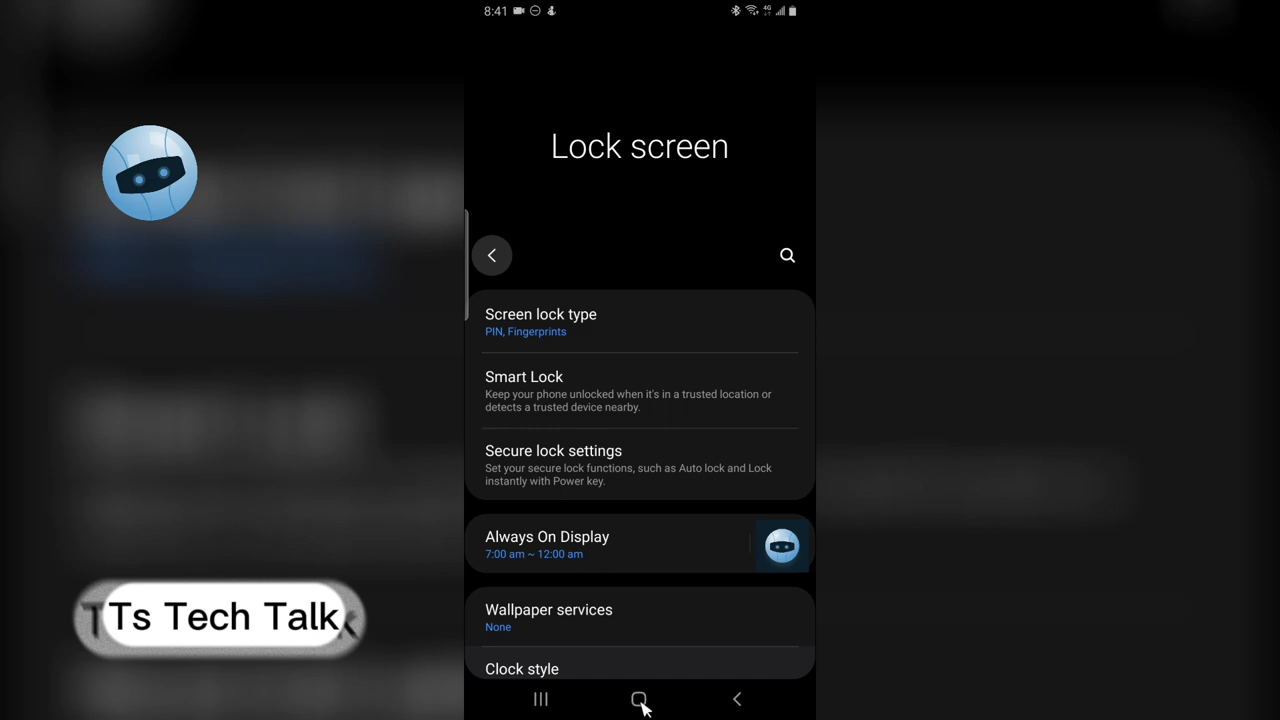 8:41
4G
Lock screen
Screen lock type
PIN, Fingerprints
Smart Lock
Keep your phone unlocked when it's in a trusted location or
detects a trusted device nearby.
Secure lock settings
Set your secure lock functions, such as Auto lock and Lock
instantly with Power key.
Always On Display
7:00 am ~ 12:00 am
Wallpaper services
None
Clock style
Ts Tech Talk